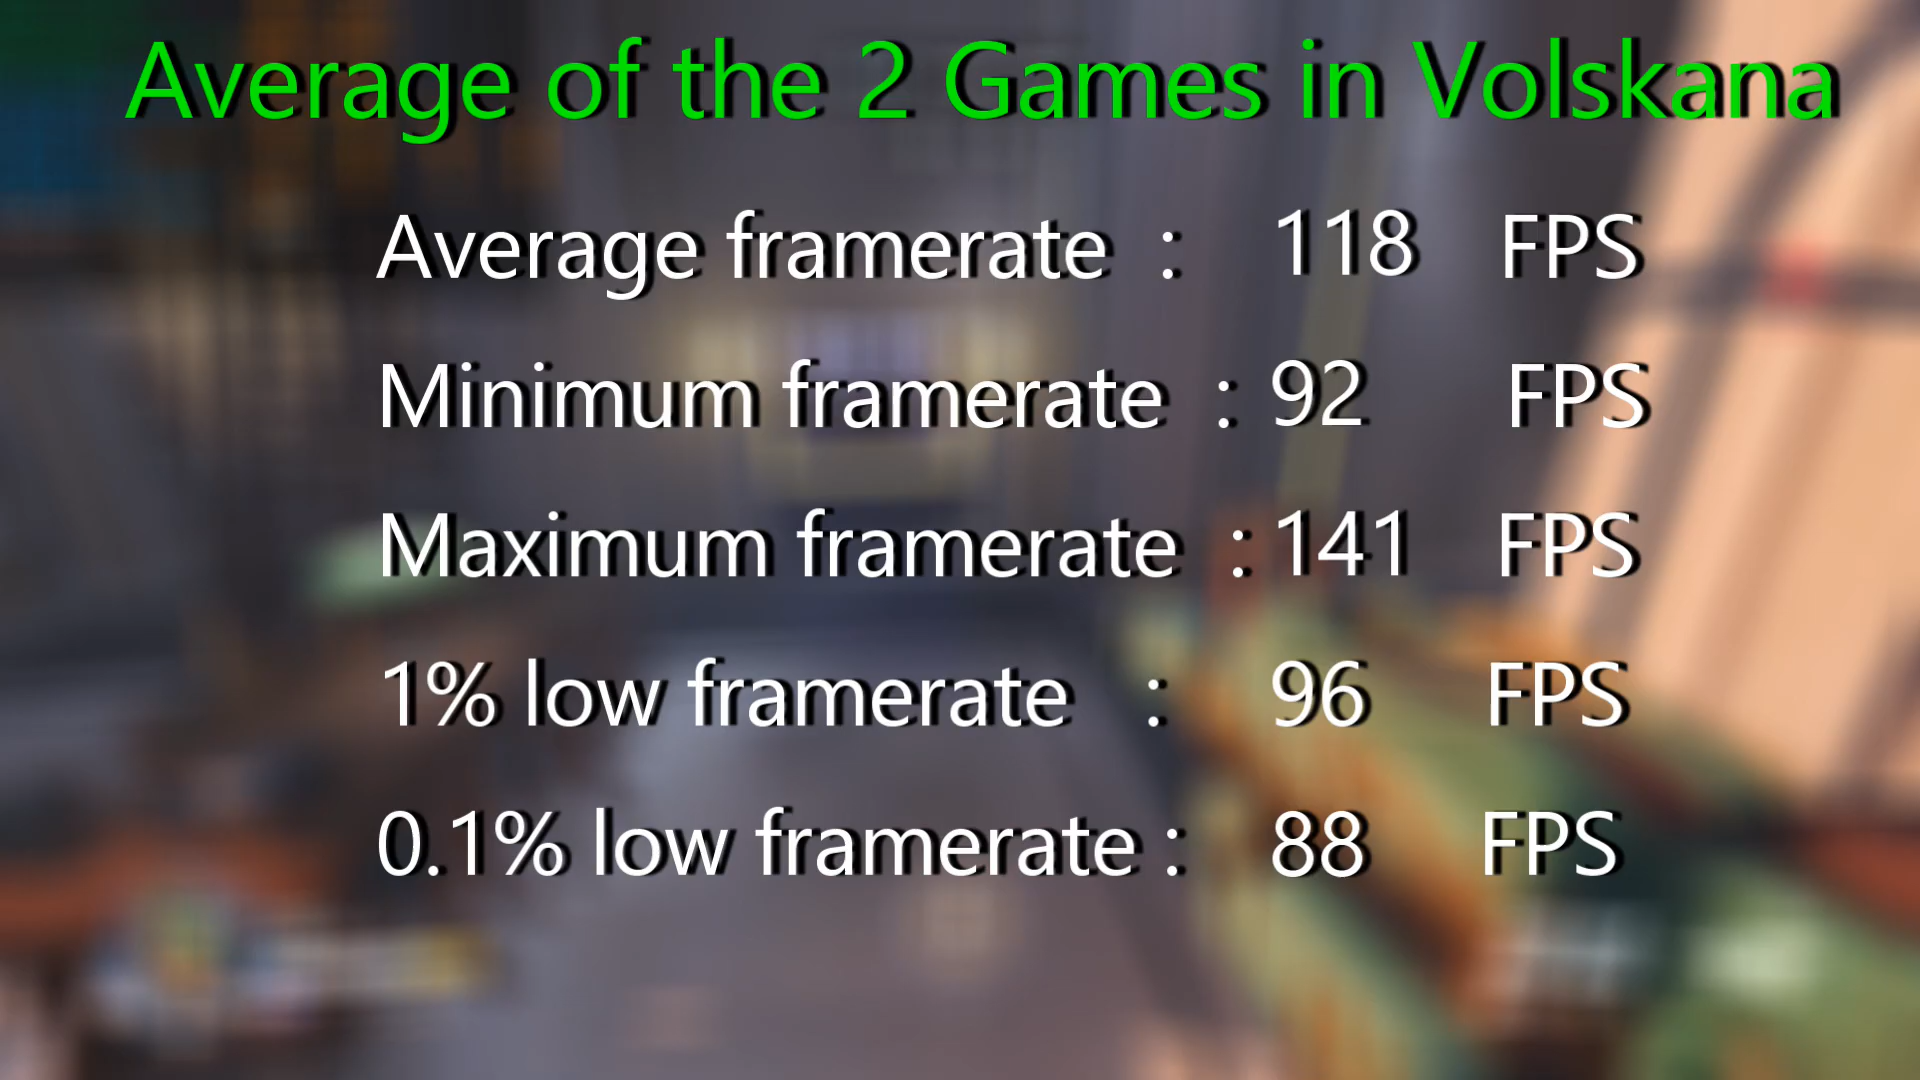 Average of the 2 Games in Volskana
Average framerate : 118 FPS
Minimum framerate : 92 FPS
Maximum framerate : 141 FPS
1% low framerate : 96 FPS
0.1% low framerate : 88 FPS